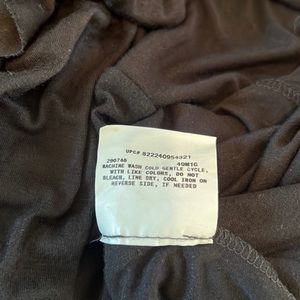 UPC# 822240954321
290746 40M1G
MACHINE WASH COLD GENTLE CYCLE,
WITH LIKE COLORS, DO NOT
BLEACH, LINE DRY, COOL IRON ON
REVERSE SIDE, IF NEEDED